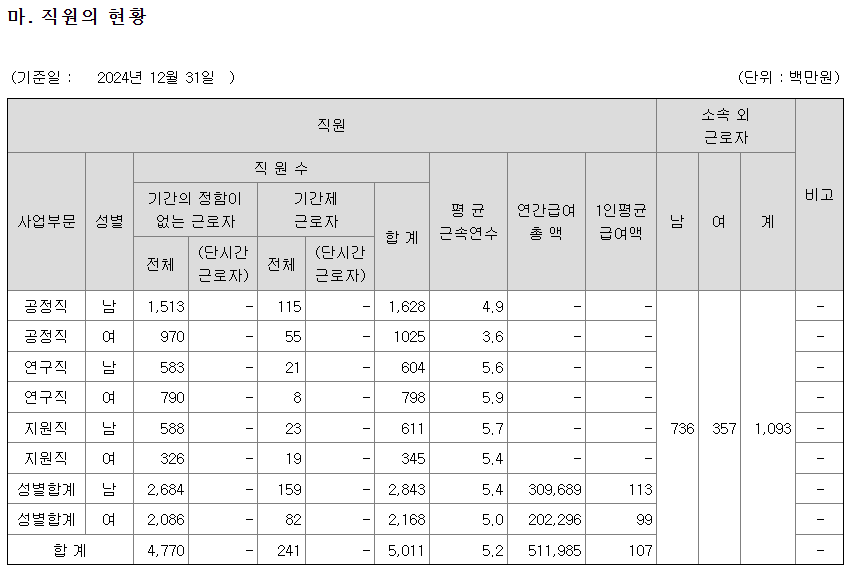 마. 직원의 현황
(기준일 : 2024년 12월 31일 ) (단위 : 백만원)
직원 소속 외 근로자 비고
사업부문 성별 직 원 수 평 균 근속연수 연간급여 총 액 1인평균 급여액 남 여 계
기간의 정함이 없는 근로자 기간제 근로자 합 계
전체 (단시간 근로자) 전체 (단시간 근로자)
공정직 남 1,513 - 115 - 1,628 4.9 - - 736 357 1,093 -
공정직 여 970 - 55 - 1025 3.6 - - -
연구직 남 583 - 21 - 604 5.6 - - -
연구직 여 790 - 8 - 798 5.9 - - -
지원직 남 588 - 23 - 611 5.7 - - -
지원직 여 326 - 19 - 345 5.4 - - -
성별합계 남 2,684 - 159 - 2,843 5.4 309,689 113 -
성별합계 여 2,086 - 82 - 2,168 5.0 202,296 99 -
합 계 4,770 - 241 - 5,011 5.2 511,985 107 -